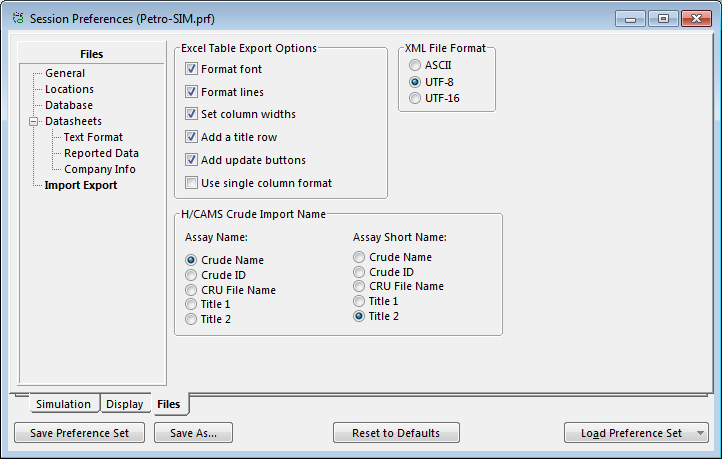 Session Preferences (Petro-SIM.prf)
Files
General
Locations
Database
Datasheets
Text Format
Reported Data
Company Info
Import Export
Excel Table Export Options
Format font
Format lines
Set column widths
Add a title row
Add update buttons
Use single column format
XML File Format
ASCII
UTF-8
UTF-16
H/CAMS Crude Import Name
Assay Name:
Crude Name
Crude ID
CRU File Name
Title 1
Title 2
Assay Short Name:
Crude Name
Crude ID
CRU File Name
Title 1
Title 2
Simulation Display Files
Save Preference Set Save As... Reset to Defaults Load Preference Set